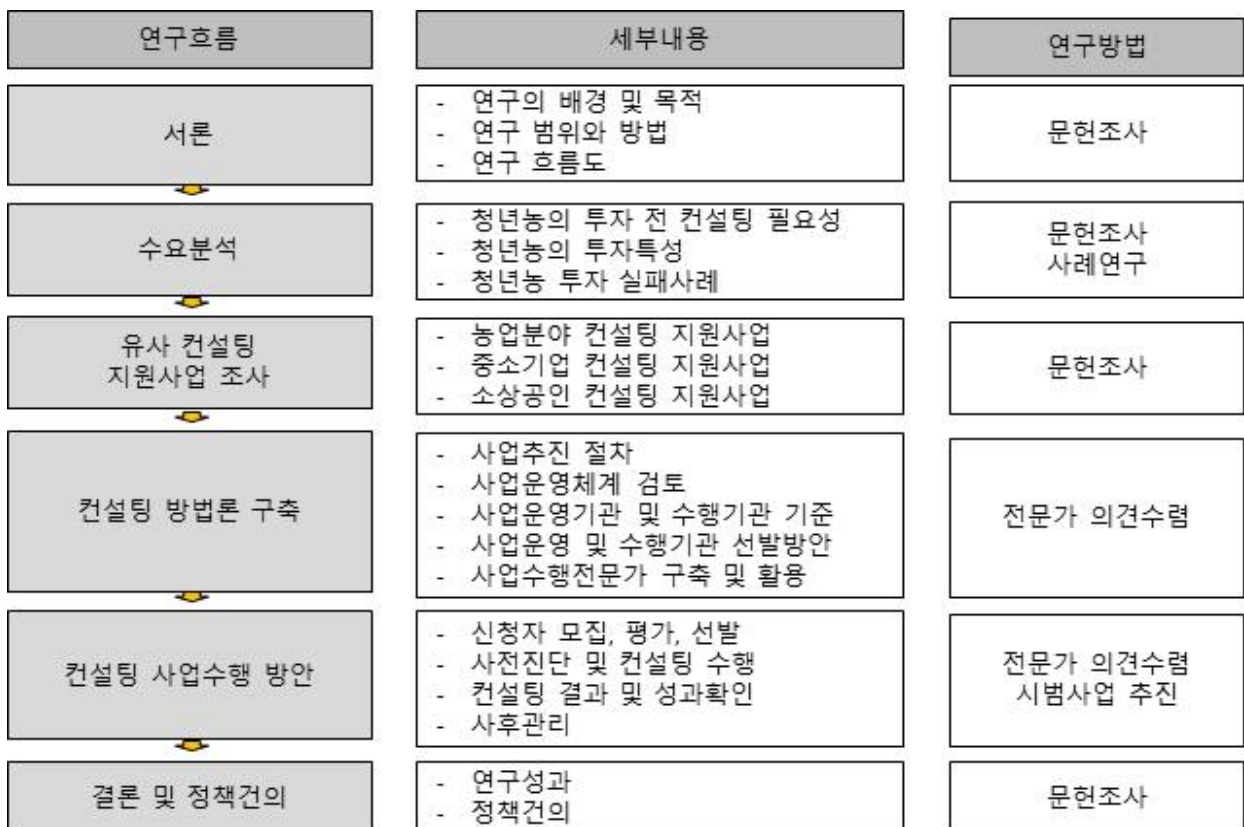 연구흐름
세부내용
연구방법
서론
- 연구의 배경 및 목적
- 연구 범위와 방법
- 연구 흐름도
문헌조사
수요분석
- 청년농의 투자 전 컨설팅 필요성
- 청년농의 투자특성
- 청년농 투자 실패사례
문헌조사
사례연구
유사 컨설팅
지원사업 조사
- 농업분야 컨설팅 지원사업
- 중소기업 컨설팅 지원사업
- 소상공인 컨설팅 지원사업
문헌조사
컨설팅 방법론 구축
- 사업추진 절차
- 사업운영체계 검토
- 사업운영기관 및 수행기관 기준
- 사업운영 및 수행기관 선발방안
- 사업수행전문가 구축 및 활용
전문가 의견수렴
컨설팅 사업수행 방안
- 신청자 모집, 평가, 선발
- 사전진단 및 컨설팅 수행
- 컨설팅 결과 및 성과확인
- 사후관리
전문가 의견수렴
시범사업 추진
결론 및 정책건의
- 연구성과
- 정책건의
문헌조사